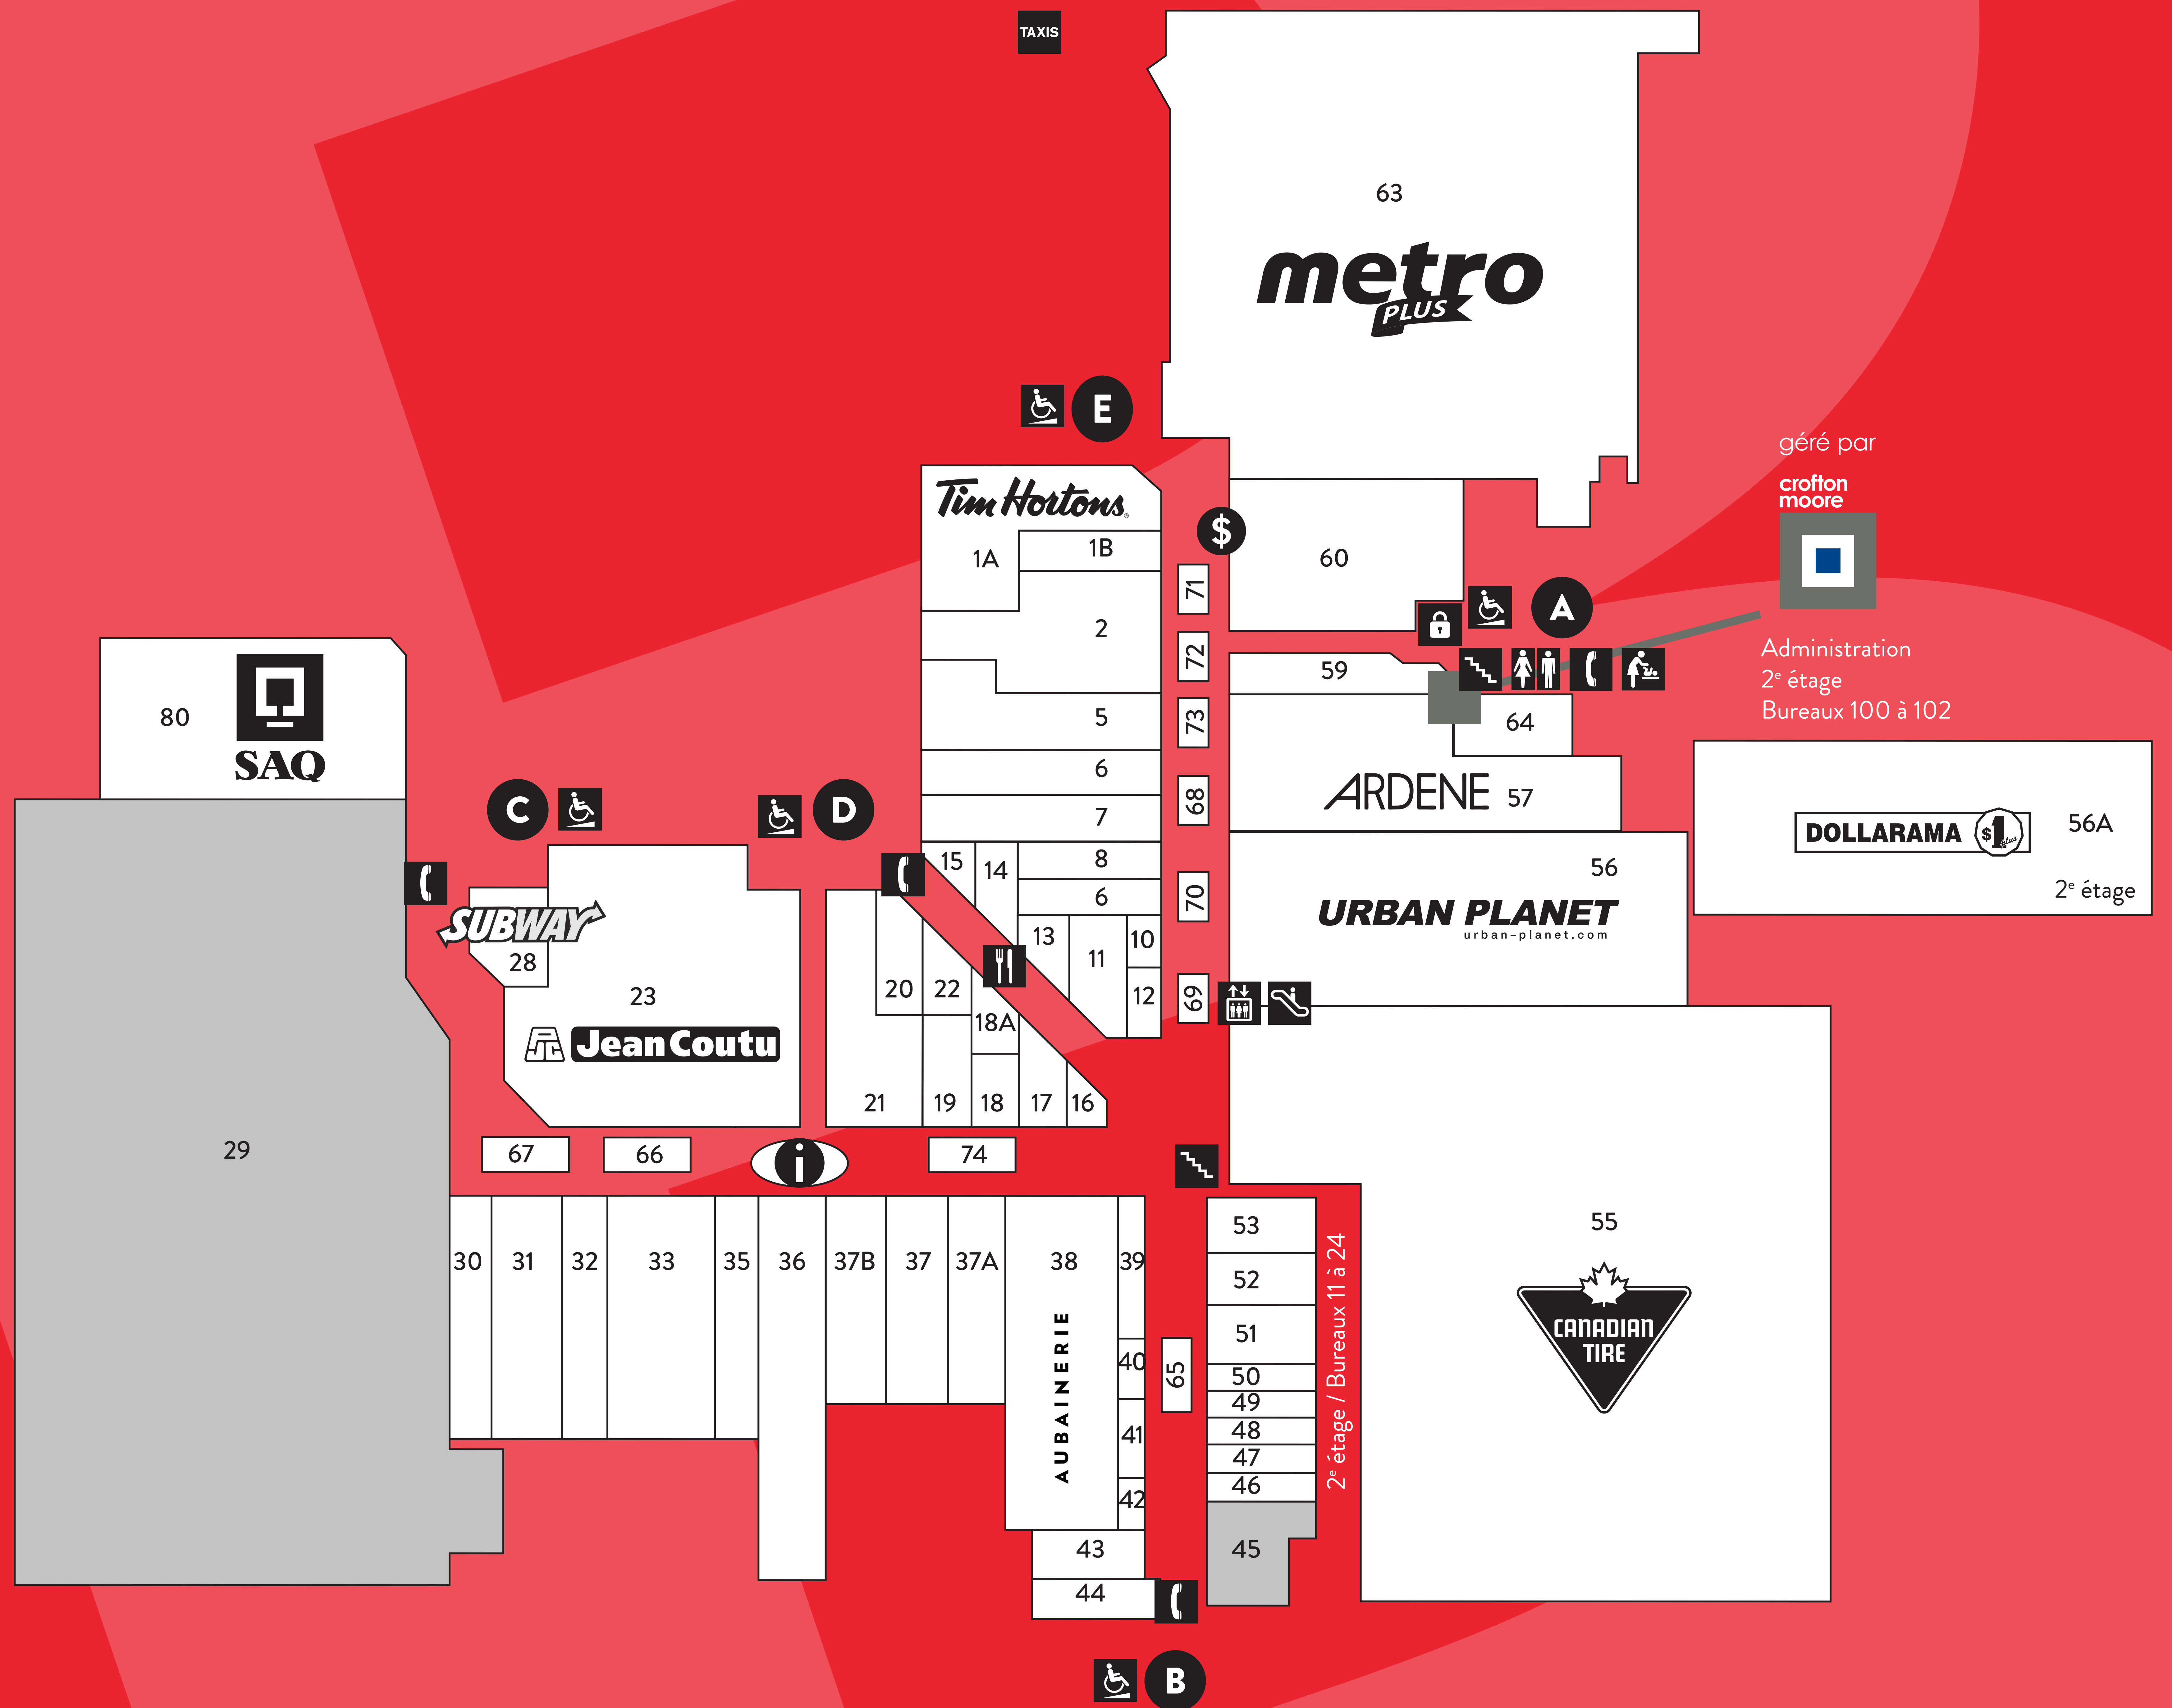 TAXIS
63
metro
PLUS
E
géré par
crofton
moore
Tim Hortons
$
1A
1B
60
71
A
2
72
59
Administration
2e étage
Bureaux 100 à 102
80
SAQ
5
73
64
6
ARDENE 57
68
7
C
D
DOLLARAMA $1 plus
56A
2e étage
15
14
8
56
6
70
URBAN PLANET
urban-planet.com
SUBWAY
28
13
11
10
23
20
22
12
69
18A
Jean Coutu
21
19
18
17
16
29
67
66
i
74
30
31
32
33
35
36
37B
37
37A
38
39
AUBAINERIE
40
41
42
43
44
65
53
52
51
50
49
48
47
46
45
2e étage / Bureaux 11 à 24
55
CANADIAN
TIRE
B